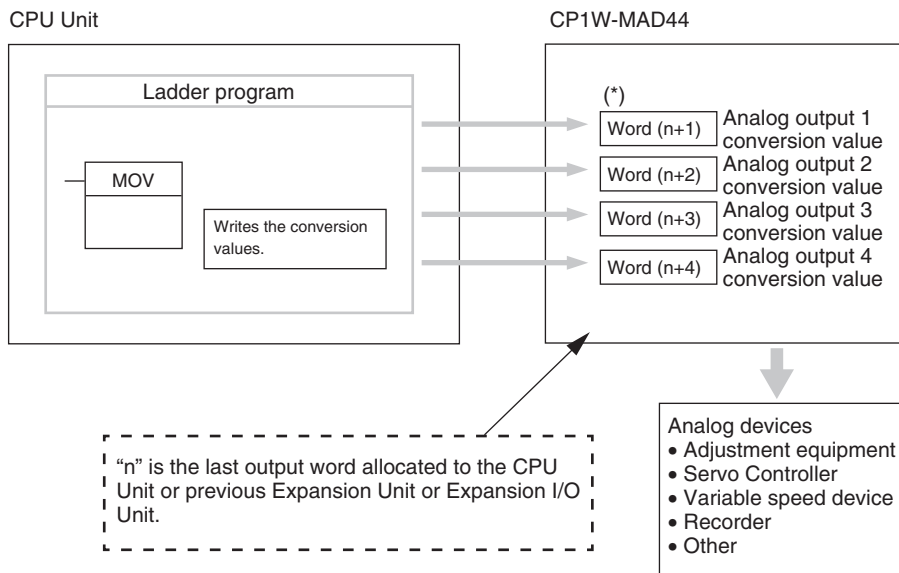 CPU Unit
CP1W-MAD44
Ladder program
MOV
Writes the conversion
values.
(*)
Word (n+1)
Analog output 1
conversion value
Word (n+2)
Analog output 2
conversion value
Word (n+3)
Analog output 3
conversion value
Word (n+4)
Analog output 4
conversion value
“n” is the last output word allocated to the CPU
Unit or previous Expansion Unit or Expansion I/O
Unit.
Analog devices
• Adjustment equipment
• Servo Controller
• Variable speed device
• Recorder
• Other